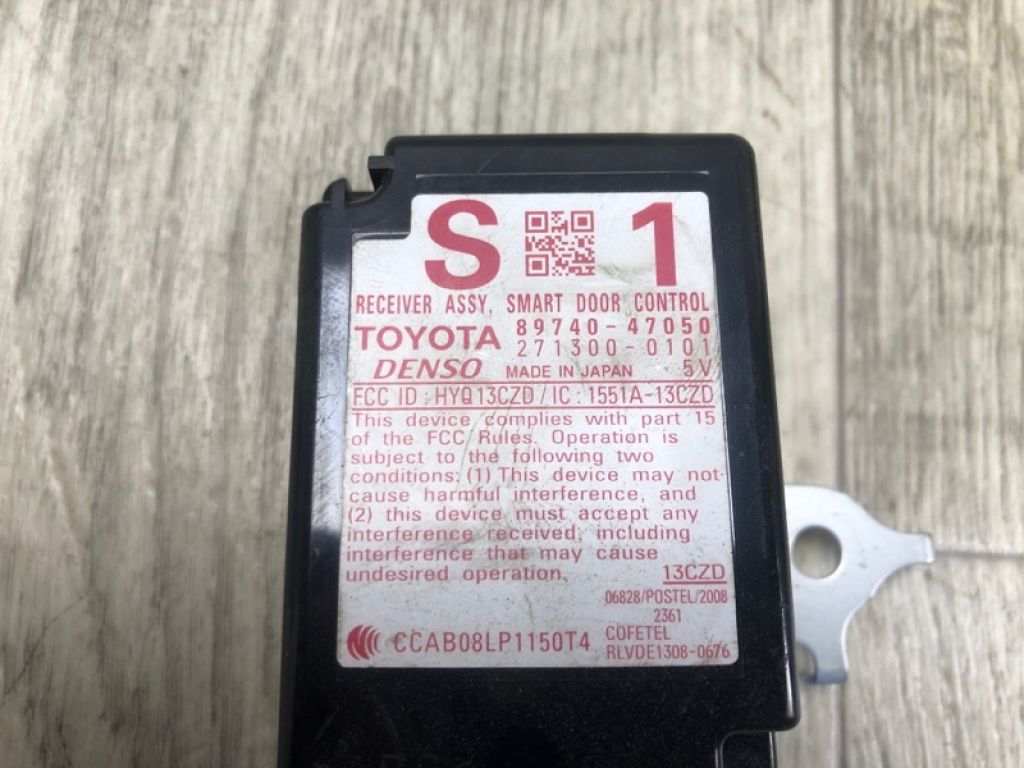 S 1
RECEIVER ASSY, SMART DOOR CONTROL
TOYOTA 89740-47050
271300-0101
DENSO MADE IN JAPAN 5V
FCC ID : HYQ13CZD / IC : 1551A-13CZD
This device complies with part 15
of the FCC Rules. Operation is
subject to the following two
conditions: (1) This device may not
cause harmful interference, and
(2) this device must accept any
interference received, including
interference that may cause
undesired operation. 13CZD
06828/POSTEL/2008
2361
CCAB08LP1150T4 COFETEL
RLVDE1308-0676